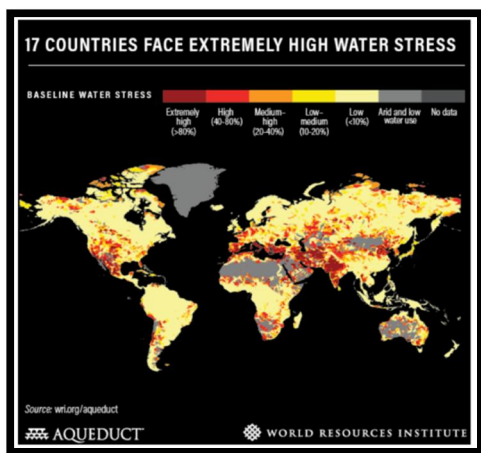 17 COUNTRIES FACE EXTREMELY HIGH WATER STRESS
BASELINE WATER STRESS
Extremely high (>80%)
High (40-80%)
Medium-high (20-40%)
Low-medium (10-20%)
Low (<10%)
Arid and low water use
No data
Source: wri.org/aqueduct
AQUEDUCT
WORLD RESOURCES INSTITUTE